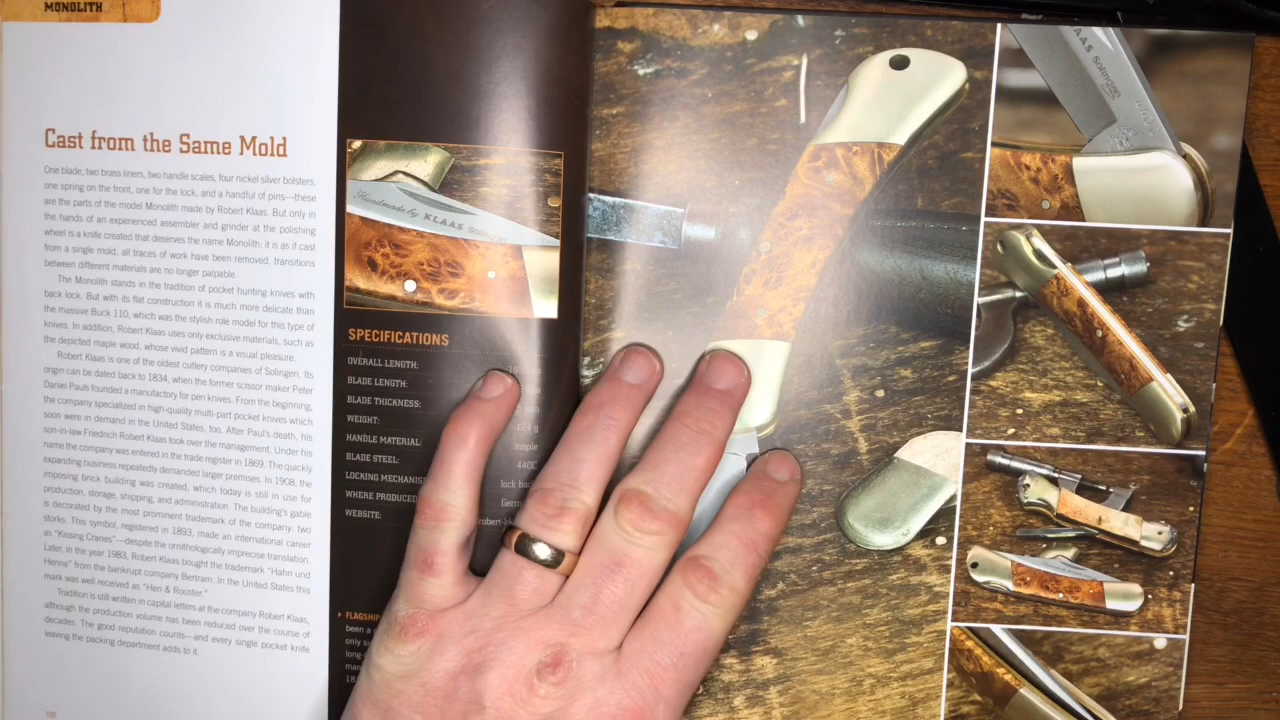 MONOLITH
Cast from the Same Mold
One blade, two brass liners, two handle scales, four nickel silver bolsters,
one spring on the front, one for the lock, and a handful of pins—these
are the parts of the model Monolith made by Robert Klaas. But only in
the hands of an experienced assembler and grinder at the polishing
wheel is a knife created that deserves the name Monolith: it is as if cast
from a single mold, all traces of work have been removed, transitions
between different materials are no longer palpable.
The Monolith stands in the tradition of pocket hunting knives with
back lock. But with its flat construction it is much more delicate than
the massive Buck 110, which was the stylish role model for this type of
knives. In addition, Robert Klaas uses only exclusive materials, such as
the depicted maple wood, whose vivid pattern is a visual pleasure.
Robert Klaas is one of the oldest cutlery companies of Solingen. Its
origin can be dated back to 1834, when the former scissor maker Peter
Daniel Pauls founded a manufactory for pen knives. From the beginning,
the company specialized in high-quality multi-part pocket knives which
soon were in demand in the United States, too. After Paul's death, his
son-in-law Friedrich Robert Klaas took over the management. Under his
name the company was entered in the trade register in 1869. The quickly
expanding business repeatedly demanded larger premises. In 1908, the
imposing brick building was created, which today is still in use for
production, storage, shipping, and administration. The building's gable
is decorated by the most prominent trademark of the company: two
storks. This symbol, registered in 1893, made an international career
as "Kissing Cranes"—despite the ornithologically imprecise translation.
Later, in the year 1983, Robert Klaas bought the trademark "Hahn und
Henne" from the bankrupt company Bertram. In the United States this
mark was well received as "Hen & Rooster."
Tradition is still written in capital letters at the company Robert Klaas,
although the production volume has been reduced over the course of
decades. The good reputation counts—and every single pocket knife
leaving the packing department adds to it.
Handmade by KLAAS
SPECIFICATIONS
OVERALL LENGTH:
BLADE LENGTH:
BLADE THICKNESS:
WEIGHT: 124 g
HANDLE MATERIAL: maple
BLADE STEEL: 440C
LOCKING MECHANIS lock back
WHERE PRODUCED Ger
WEBSITE: robert-k
FLAGSHIP
been a
only si
long-
man
18
KLAAS Solingen